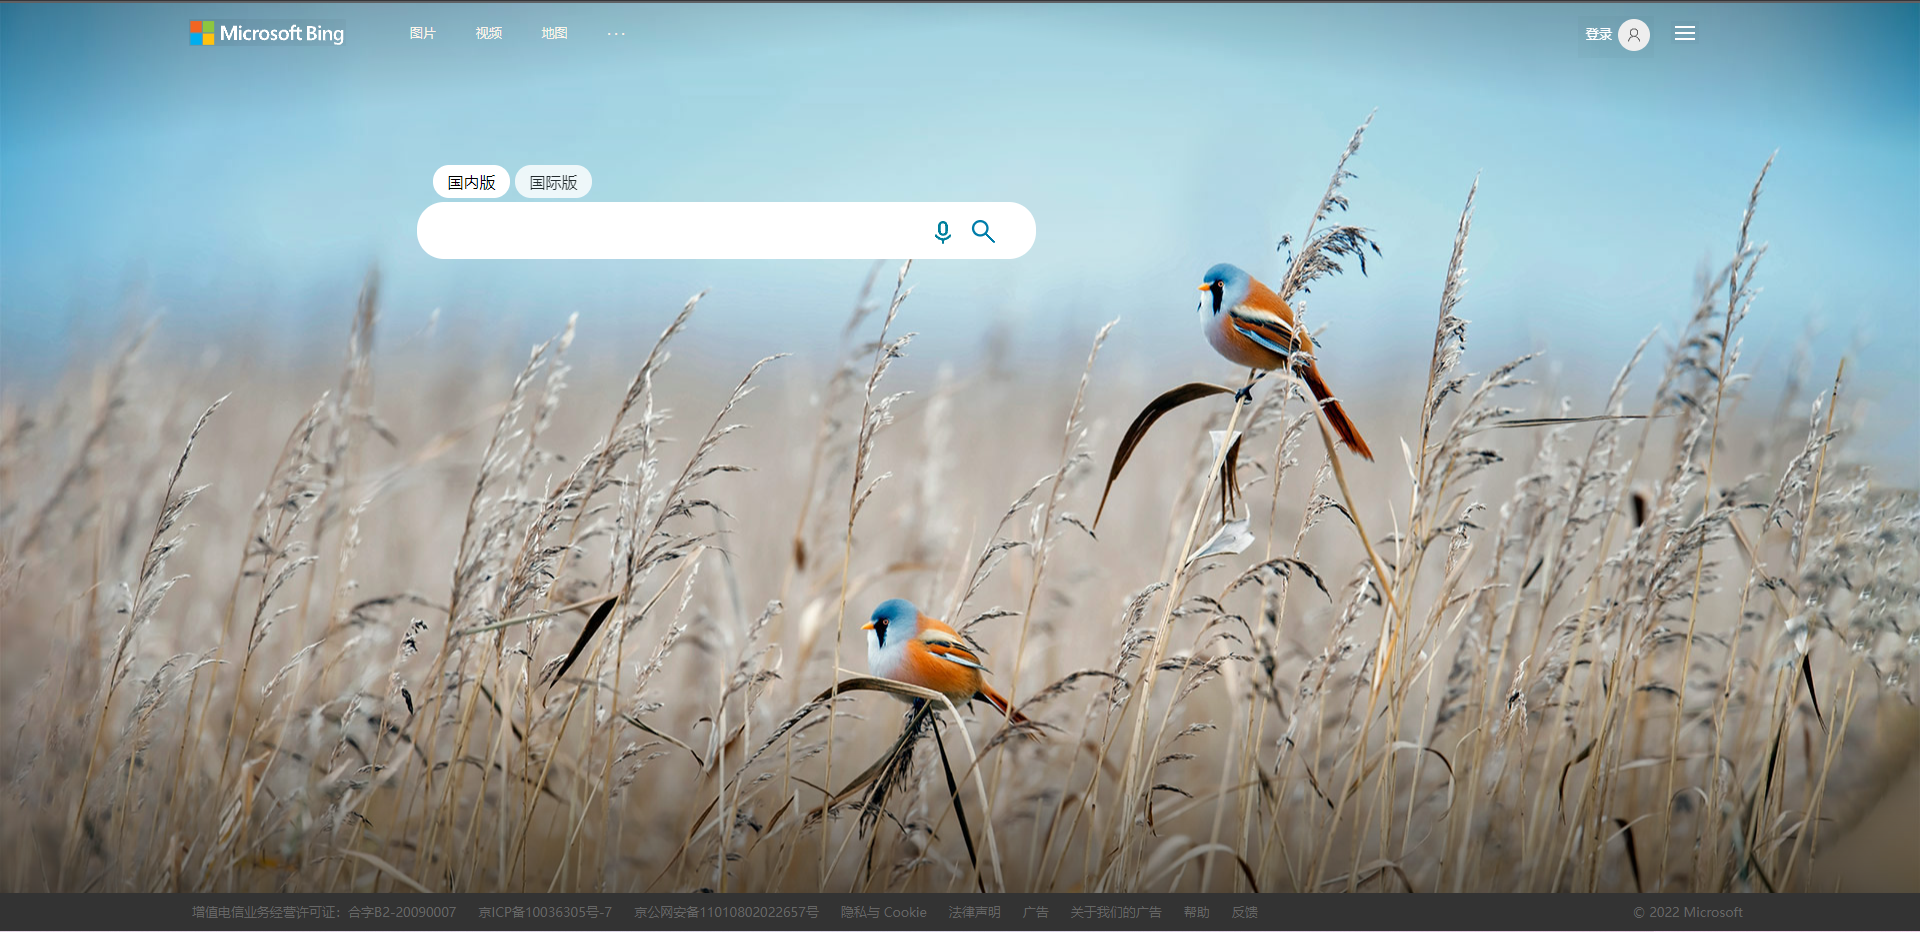 Microsoft Bing 图片 视频 地图 ··· 登录
国内版 国际版
增值电信业务经营许可证：合字B2-20090007 京ICP备10036305号-7 京公网安备11010802022657号 隐私与 Cookie 法律声明 广告 关于我们的广告 帮助 反馈 © 2022 Microsoft